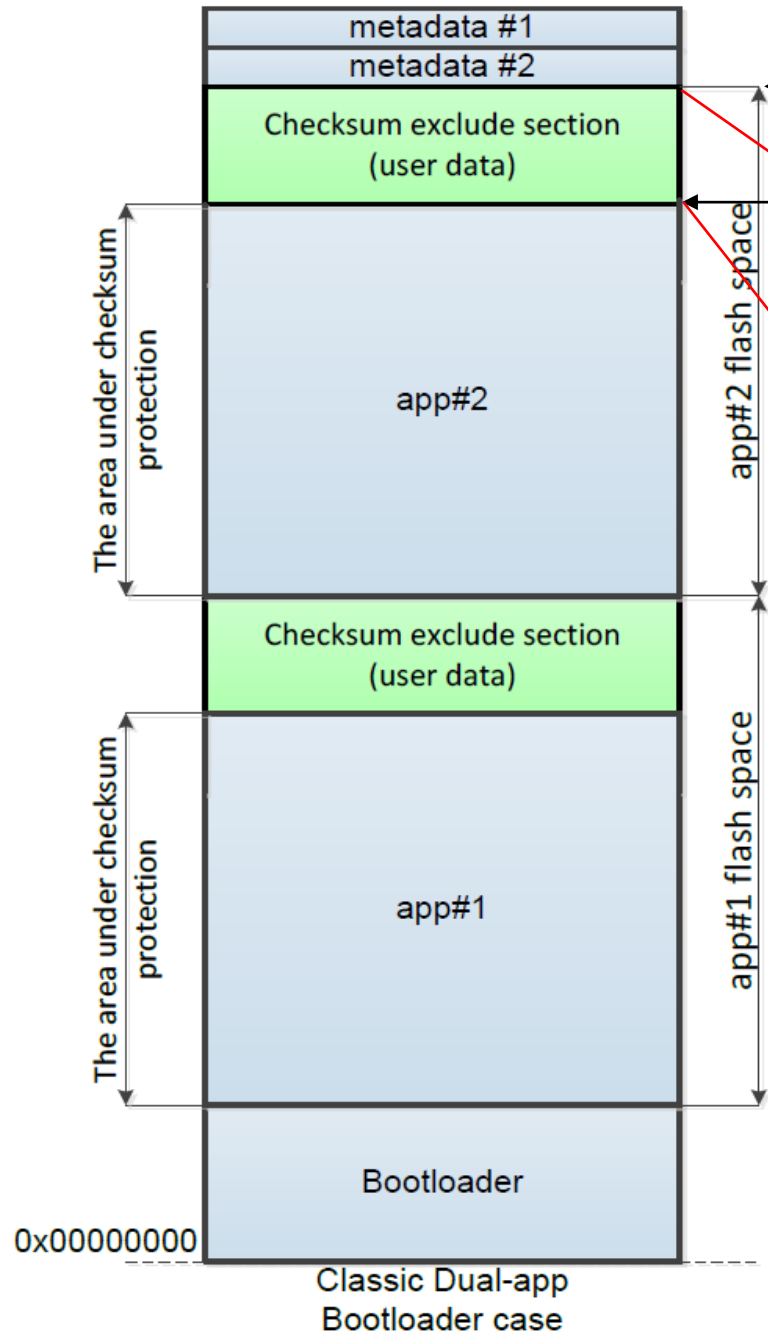 metadata #1
metadata #2
Checksum exclude section
(user data)
The area under checksum
protection
app#2
app#2 flash space
Checksum exclude section
(user data)
The area under checksum
protection
app#1
app#1 flash space
Bootloader
0x00000000
Classic Dual-app
Bootloader case